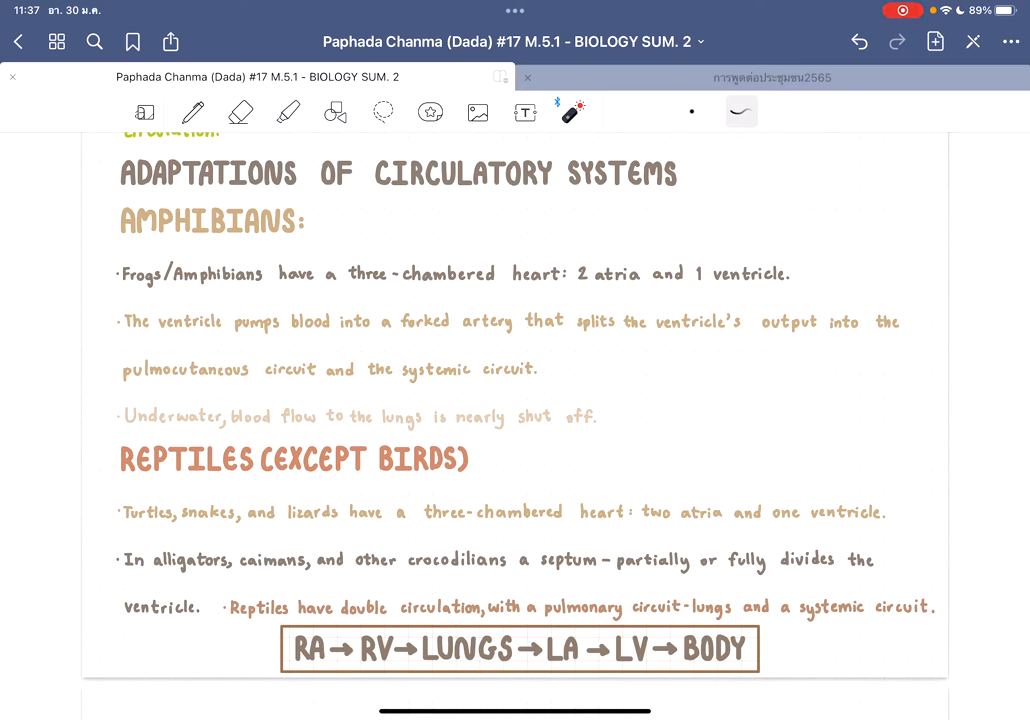 11:37 อา. 30 ม.ค.
89%
Paphada Chanma (Dada) #17 M.5.1 - BIOLOGY SUM. 2
Paphada Chanma (Dada) #17 M.5.1 - BIOLOGY SUM. 2
การพูดต่อประชุมชน2565
Circulation:
ADAPTATIONS OF CIRCULATORY SYSTEMS
AMPHIBIANS:
·Frogs/Amphibians have a three-chambered heart: 2 atria and 1 ventricle.
·The ventricle pumps blood into a forked artery that splits the ventricle's output into the
pulmocutaneous circuit and the systemic circuit.
·Underwater, blood flow to the lungs is nearly shut off.
REPTILES (EXCEPT BIRDS)
·Turtles, snakes, and lizards have a three-chambered heart: two atria and one ventricle.
·In alligators, caimans, and other crocodilians a septum-partially or fully divides the
ventricle. ·Reptiles have double circulation, with a pulmonary circuit-lungs and a systemic circuit.
RA→RV→LUNGS→LA→LV→BODY